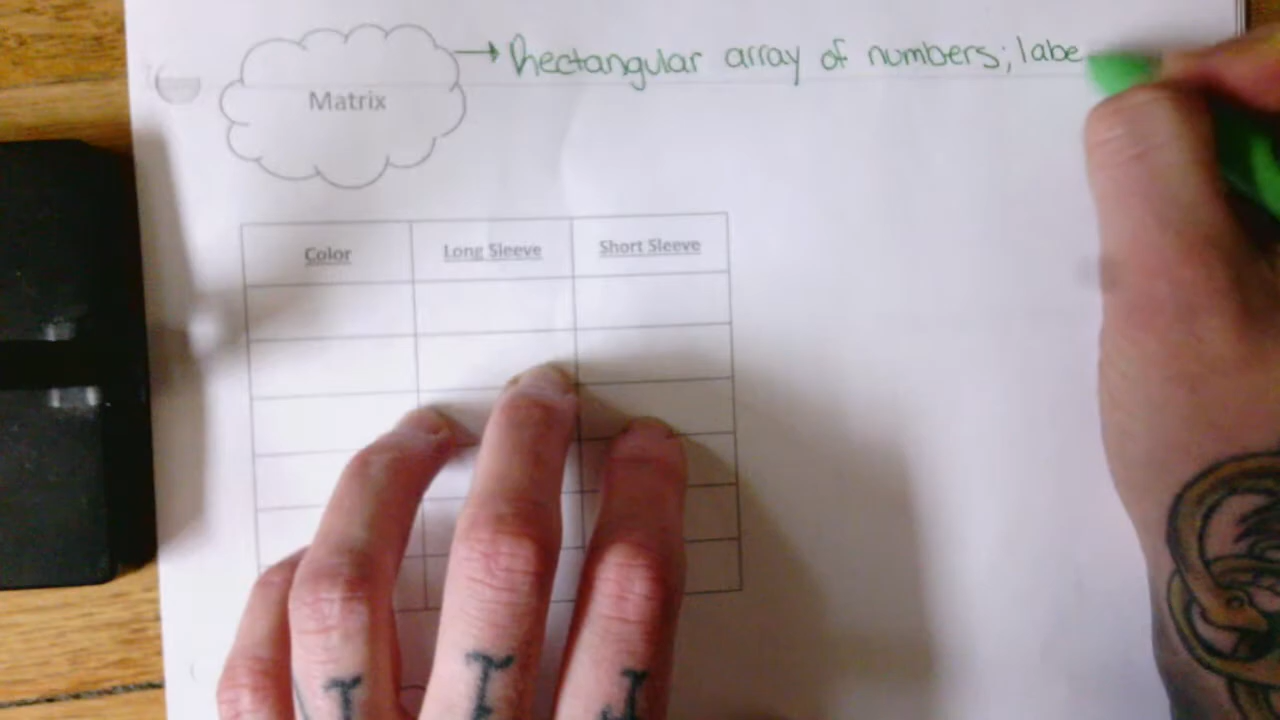 Rectangular array of numbers; labe
Matrix
Color Long Sleeve Short Sleeve